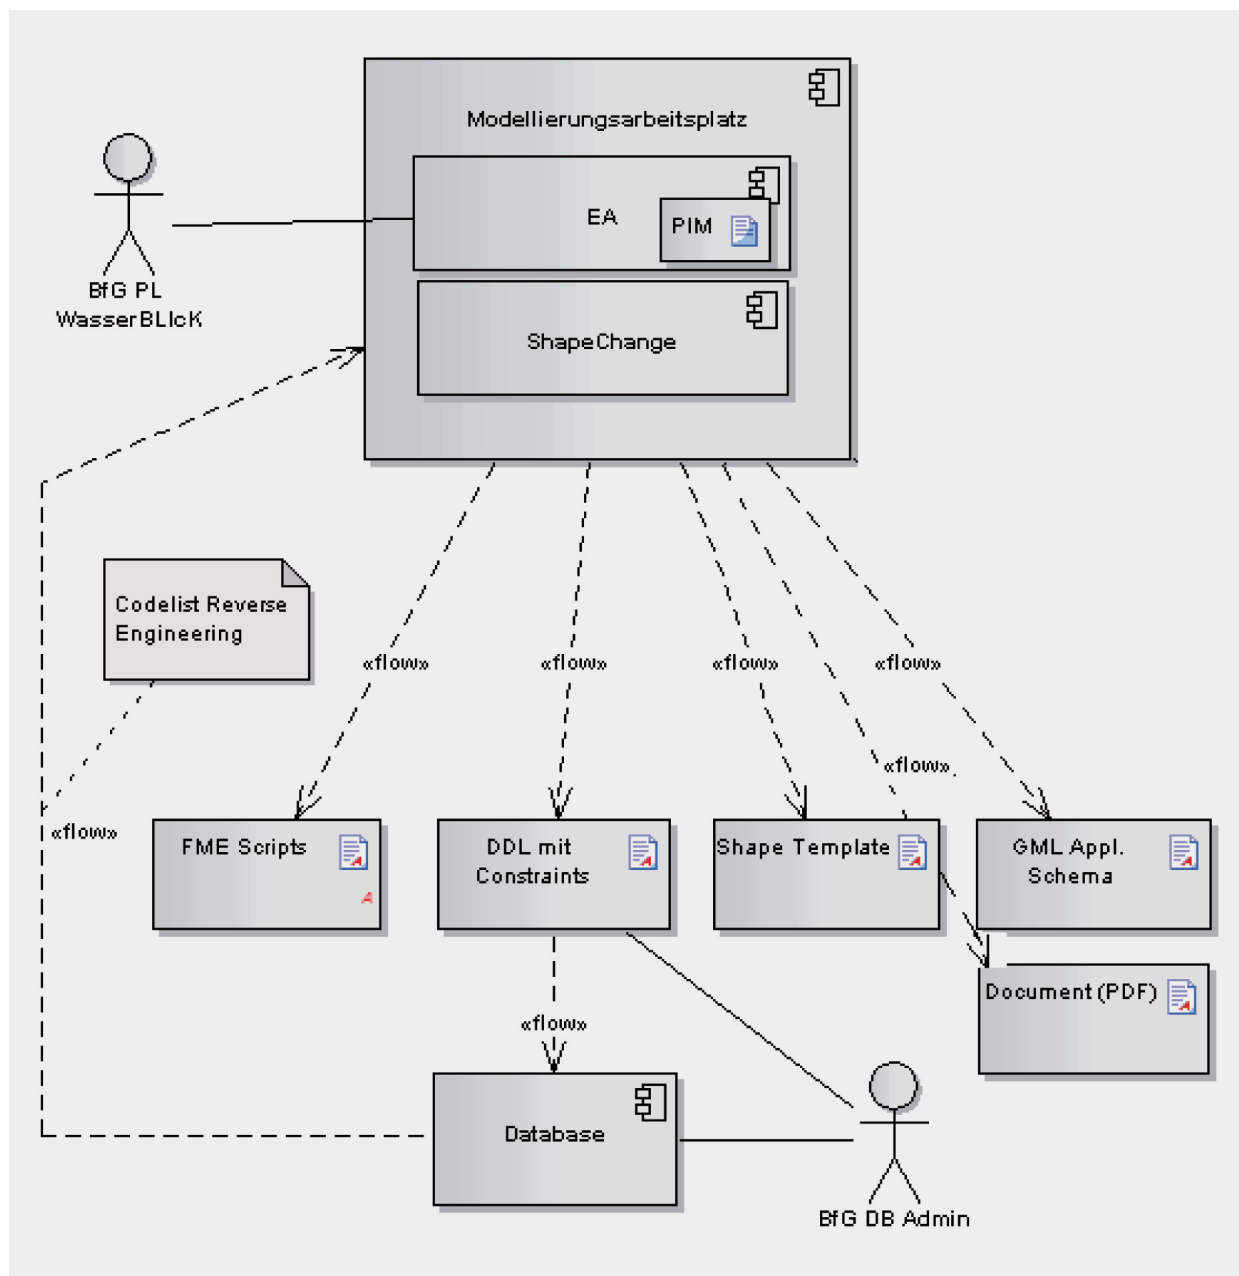 Modellierungsarbeitsplatz
EA
PIM
BfG PL
WasserBLIcK
ShapeChange
Codelist Reverse
Engineering
«flow»
«flow»
«flow»
«flow»
«flow»
«flow»
FME Scripts
DDL mit
Constraints
Shape Template
GML Appl.
Schema
Document (PDF)
«flow»
Database
BfG DB Admin